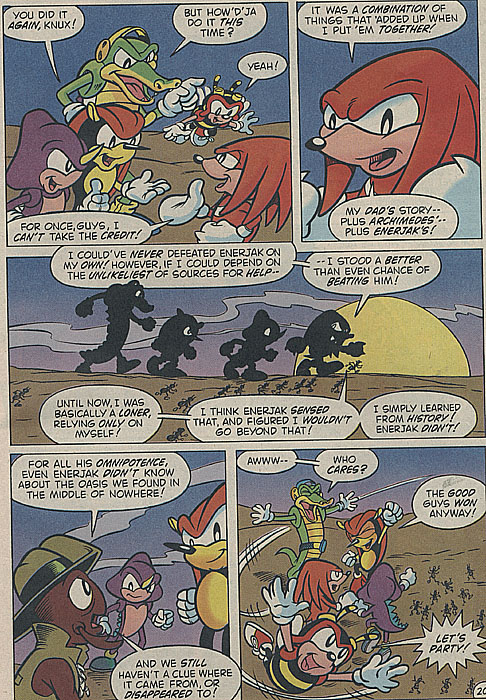 YOU DID IT
AGAIN, KNUX!
BUT HOW'D'JA
DO IT THIS
TIME?
YEAH!
FOR ONCE, GUYS, I
CAN'T TAKE THE CREDIT!
IT WAS A COMBINATION OF
THINGS THAT ADDED UP WHEN
I PUT 'EM TOGETHER!
MY DAD'S STORY--
PLUS ARCHIMEDES'--
PLUS ENERJAK'S!
I COULD'VE NEVER DEFEATED ENERJAK ON
MY OWN! HOWEVER, IF I COULD DEPEND ON
THE UNLIKELIEST OF SOURCES FOR HELP--
--I STOOD A BETTER
THAN EVEN CHANCE OF
BEATING HIM!
UNTIL NOW, I WAS
BASICALLY A LONER,
RELYING ONLY ON
MYSELF!
I THINK ENERJAK SENSED
THAT, AND FIGURED I WOULDN'T
GO BEYOND THAT!
I SIMPLY LEARNED
FROM HISTORY!
ENERJAK DIDN'T!
FOR ALL HIS OMNIPOTENCE,
EVEN ENERJAK DIDN'T KNOW
ABOUT THE OASIS WE FOUND
IN THE MIDDLE OF NOWHERE!
AND WE STILL
HAVEN'T A CLUE WHERE
IT CAME FROM, OR
DISAPPEARED TO!
AWWW--
WHO
CARES?
THE GOOD
GUYS WON
ANYWAY!
LET'S
PARTY!
2